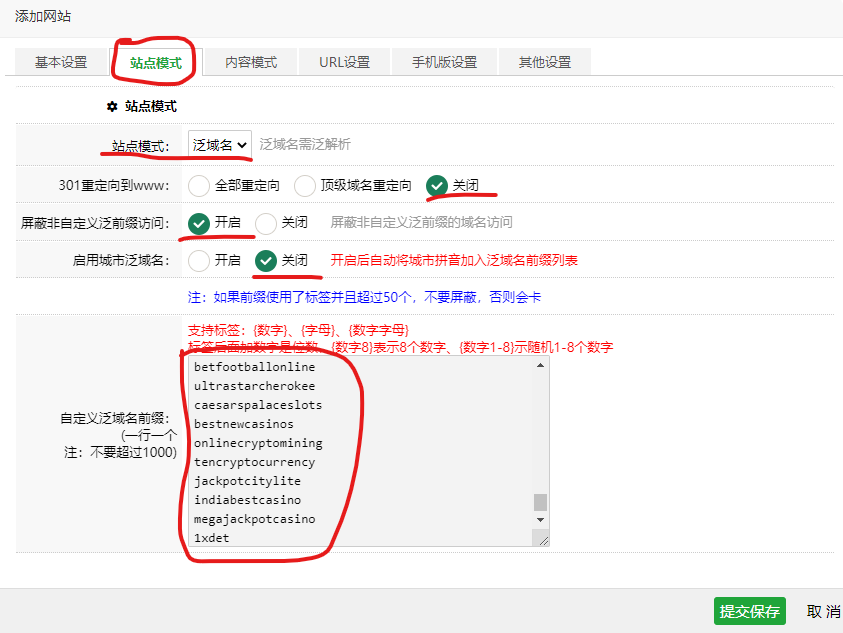 添加网站
基本设置 站点模式 内容模式 URL设置 手机版设置 其他设置
站点模式
站点模式： 泛域名 泛域名需泛解析
301重定向到www： 全部重定向 顶级域名重定向 关闭
屏蔽非自定义泛前缀访问： 开启 关闭 屏蔽非自定义泛前缀的域名访问
启用城市泛域名： 开启 关闭 开启后自动将城市拼音加入泛域名前缀列表
注：如果前缀使用了标签并且超过50个，不要屏蔽，否则会卡
支持标签：{数字}、{字母}、{数字字母}
标签后面加数字是位数，{数字8}表示8个数字、{数字1-8}示随机1-8个数字
自定义泛域名前缀：
(一行一个
注：不要超过1000)
betfootballonline
ultrastarcherokee
caesarspalaceslots
bestnewcasinos
onlinecryptomining
tencryptocurrency
jackpotcitylite
indiabestcasino
megajackpotcasino
1xdet
提交保存 取消